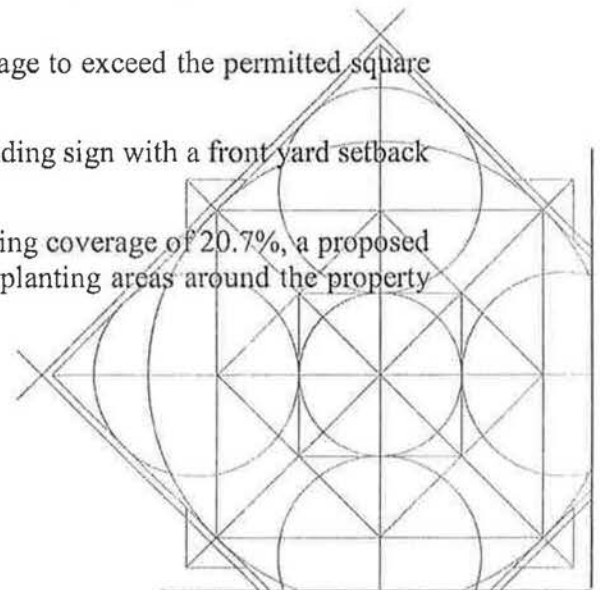 age to exceed the permitted square
ding sign with a front yard setback
ing coverage of 20.7%, a proposed
planting areas around the property